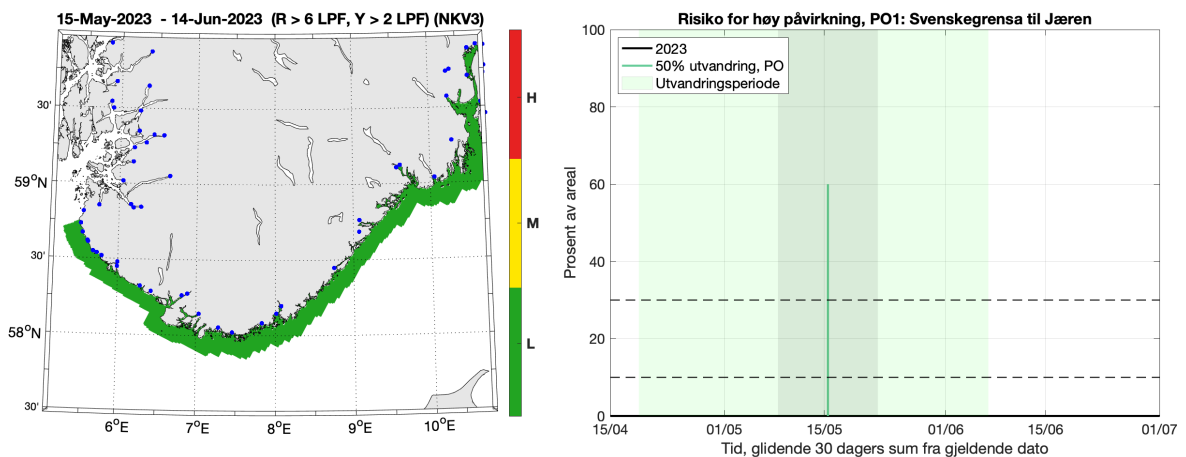 15-May-2023 - 14-Jun-2023 (R > 6 LPF, Y > 2 LPF) (NKV3)
30'
59°N
30'
58°N
30'
6°E
7°E
8°E
9°E
10°E
H
M
L
Risiko for høy påvirkning, PO1: Svenskegrensa til Jæren
2023
50% utvandring, PO
Utvandringsperiode
Prosent av areal
100
80
60
40
20
0
15/04
01/05
15/05
01/06
15/06
01/07
Tid, glidende 30 dagers sum fra gjeldende dato